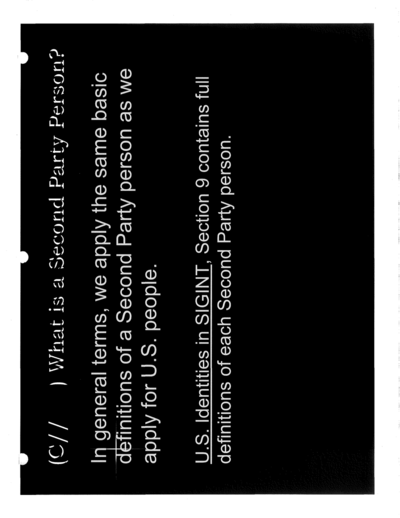 (C//    ) What is a Second Party Person?
In general terms, we apply the same basic
definitions of a Second Party person as we
apply for U.S. people.
U.S. Identities in SIGINT, Section 9 contains full
definitions of each Second Party person.